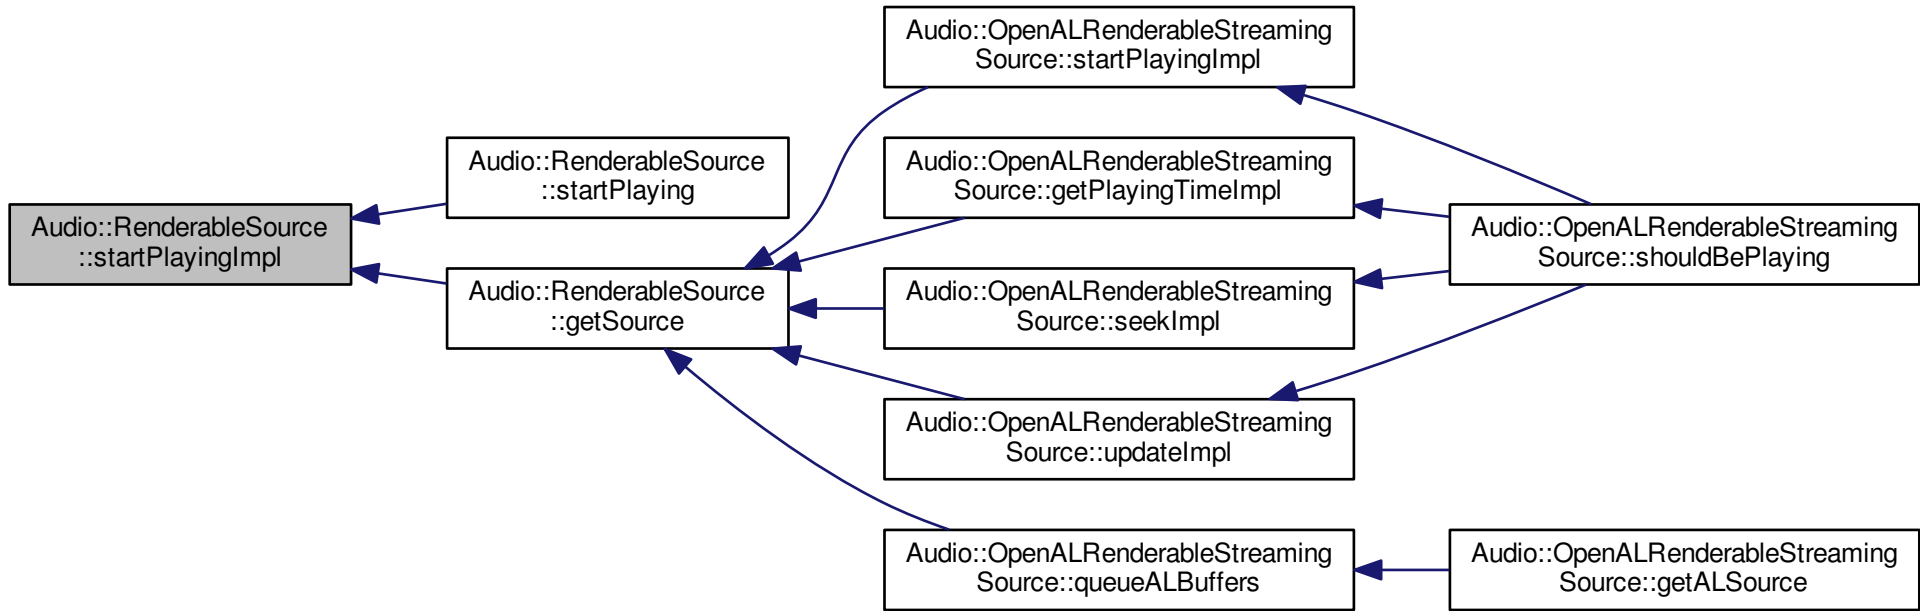 Audio::RenderableSource
::startPlayingImpl
Audio::RenderableSource
::startPlaying
Audio::RenderableSource
::getSource
Audio::OpenALRenderableStreaming
Source::startPlayingImpl
Audio::OpenALRenderableStreaming
Source::getPlayingTimeImpl
Audio::OpenALRenderableStreaming
Source::seekImpl
Audio::OpenALRenderableStreaming
Source::updateImpl
Audio::OpenALRenderableStreaming
Source::queueALBuffers
Audio::OpenALRenderableStreaming
Source::shouldBePlaying
Audio::OpenALRenderableStreaming
Source::getALSource